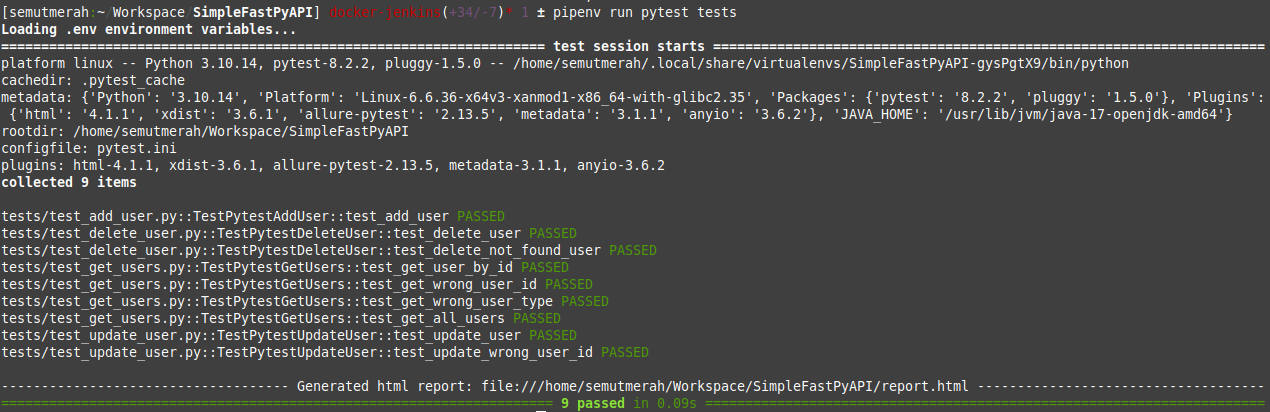 [semutmerah:~/Workspace/SimpleFastPyAPI] docker-jenkins(+34/-7)* 1 ± pipenv run pytest tests
Loading .env environment variables...
==================================================================== test session starts =====================================================================
platform linux -- Python 3.10.14, pytest-8.2.2, pluggy-1.5.0 -- /home/semutmerah/.local/share/virtualenvs/SimpleFastPyAPI-gysPgtX9/bin/python
cachedir: .pytest_cache
metadata: {'Python': '3.10.14', 'Platform': 'Linux-6.6.36-x64v3-xanmod1-x86_64-with-glibc2.35', 'Packages': {'pytest': '8.2.2', 'pluggy': '1.5.0'}, 'Plugins':
{'html': '4.1.1', 'xdist': '3.6.1', 'allure-pytest': '2.13.5', 'metadata': '3.1.1', 'anyio': '3.6.2'}, 'JAVA_HOME': '/usr/lib/jvm/java-17-openjdk-amd64'}
rootdir: /home/semutmerah/Workspace/SimpleFastPyAPI
configfile: pytest.ini
plugins: html-4.1.1, xdist-3.6.1, allure-pytest-2.13.5, metadata-3.1.1, anyio-3.6.2
collected 9 items
tests/test_add_user.py::TestPytestAddUser::test_add_user PASSED
tests/test_delete_user.py::TestPytestDeleteUser::test_delete_user PASSED
tests/test_delete_user.py::TestPytestDeleteUser::test_delete_not_found_user PASSED
tests/test_get_users.py::TestPytestGetUsers::test_get_user_by_id PASSED
tests/test_get_users.py::TestPytestGetUsers::test_get_wrong_user_id PASSED
tests/test_get_users.py::TestPytestGetUsers::test_get_wrong_user_type PASSED
tests/test_get_users.py::TestPytestGetUsers::test_get_all_users PASSED
tests/test_update_user.py::TestPytestUpdateUser::test_update_user PASSED
tests/test_update_user.py::TestPytestUpdateUser::test_update_wrong_user_id PASSED
------------------------------------ Generated html report: file:///home/semutmerah/Workspace/SimpleFastPyAPI/report.html ------------------------------------
===================================================================== 9 passed in 0.09s ======================================================================